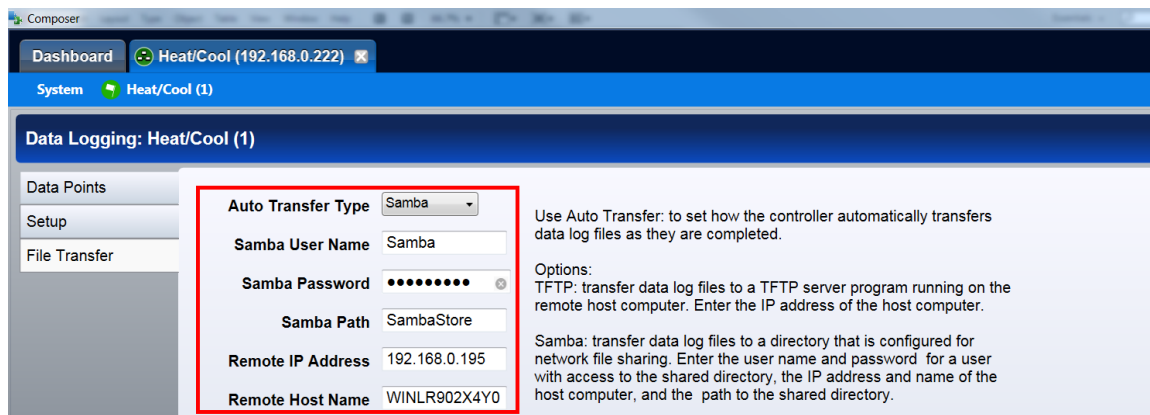 Composer
Dashboard Heat/Cool (192.168.0.222)
System Heat/Cool (1)
Data Logging: Heat/Cool (1)
Data Points
Setup
File Transfer
Auto Transfer Type Samba
Samba User Name Samba
Samba Password •••••••••
Samba Path SambaStore
Remote IP Address 192.168.0.195
Remote Host Name WINLR902X4Y0
Use Auto Transfer: to set how the controller automatically transfers
data log files as they are completed.
Options:
TFTP: transfer data log files to a TFTP server program running on the
remote host computer. Enter the IP address of the host computer.
Samba: transfer data log files to a directory that is configured for
network file sharing. Enter the user name and password for a user
with access to the shared directory, the IP address and name of the
host computer, and the path to the shared directory.